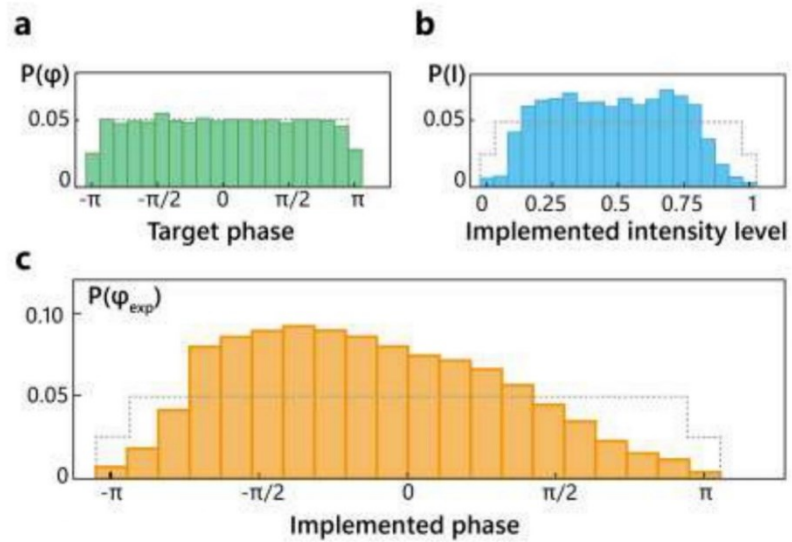 a
P(φ)
0.05
0
-π -π/2 0 π/2 π
Target phase
b
P(I)
0.05
0
0 0.25 0.5 0.75 1
Implemented intensity level
c
P(φexp)
0.10
0.05
0
-π -π/2 0 π/2 π
Implemented phase